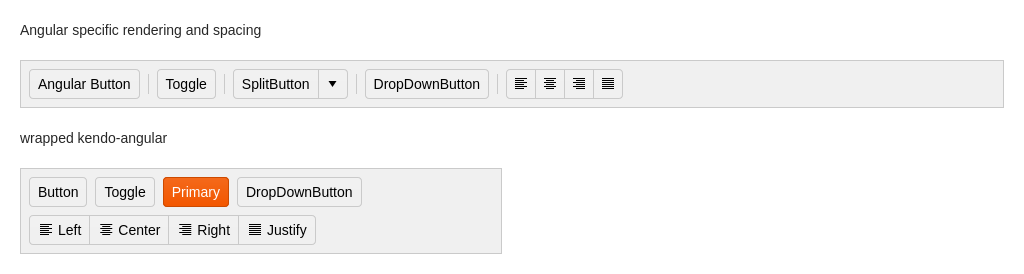 Angular specific rendering and spacing
Angular Button Toggle SplitButton DropDownButton
wrapped kendo-angular
Button Toggle Primary DropDownButton
Left Center Right Justify